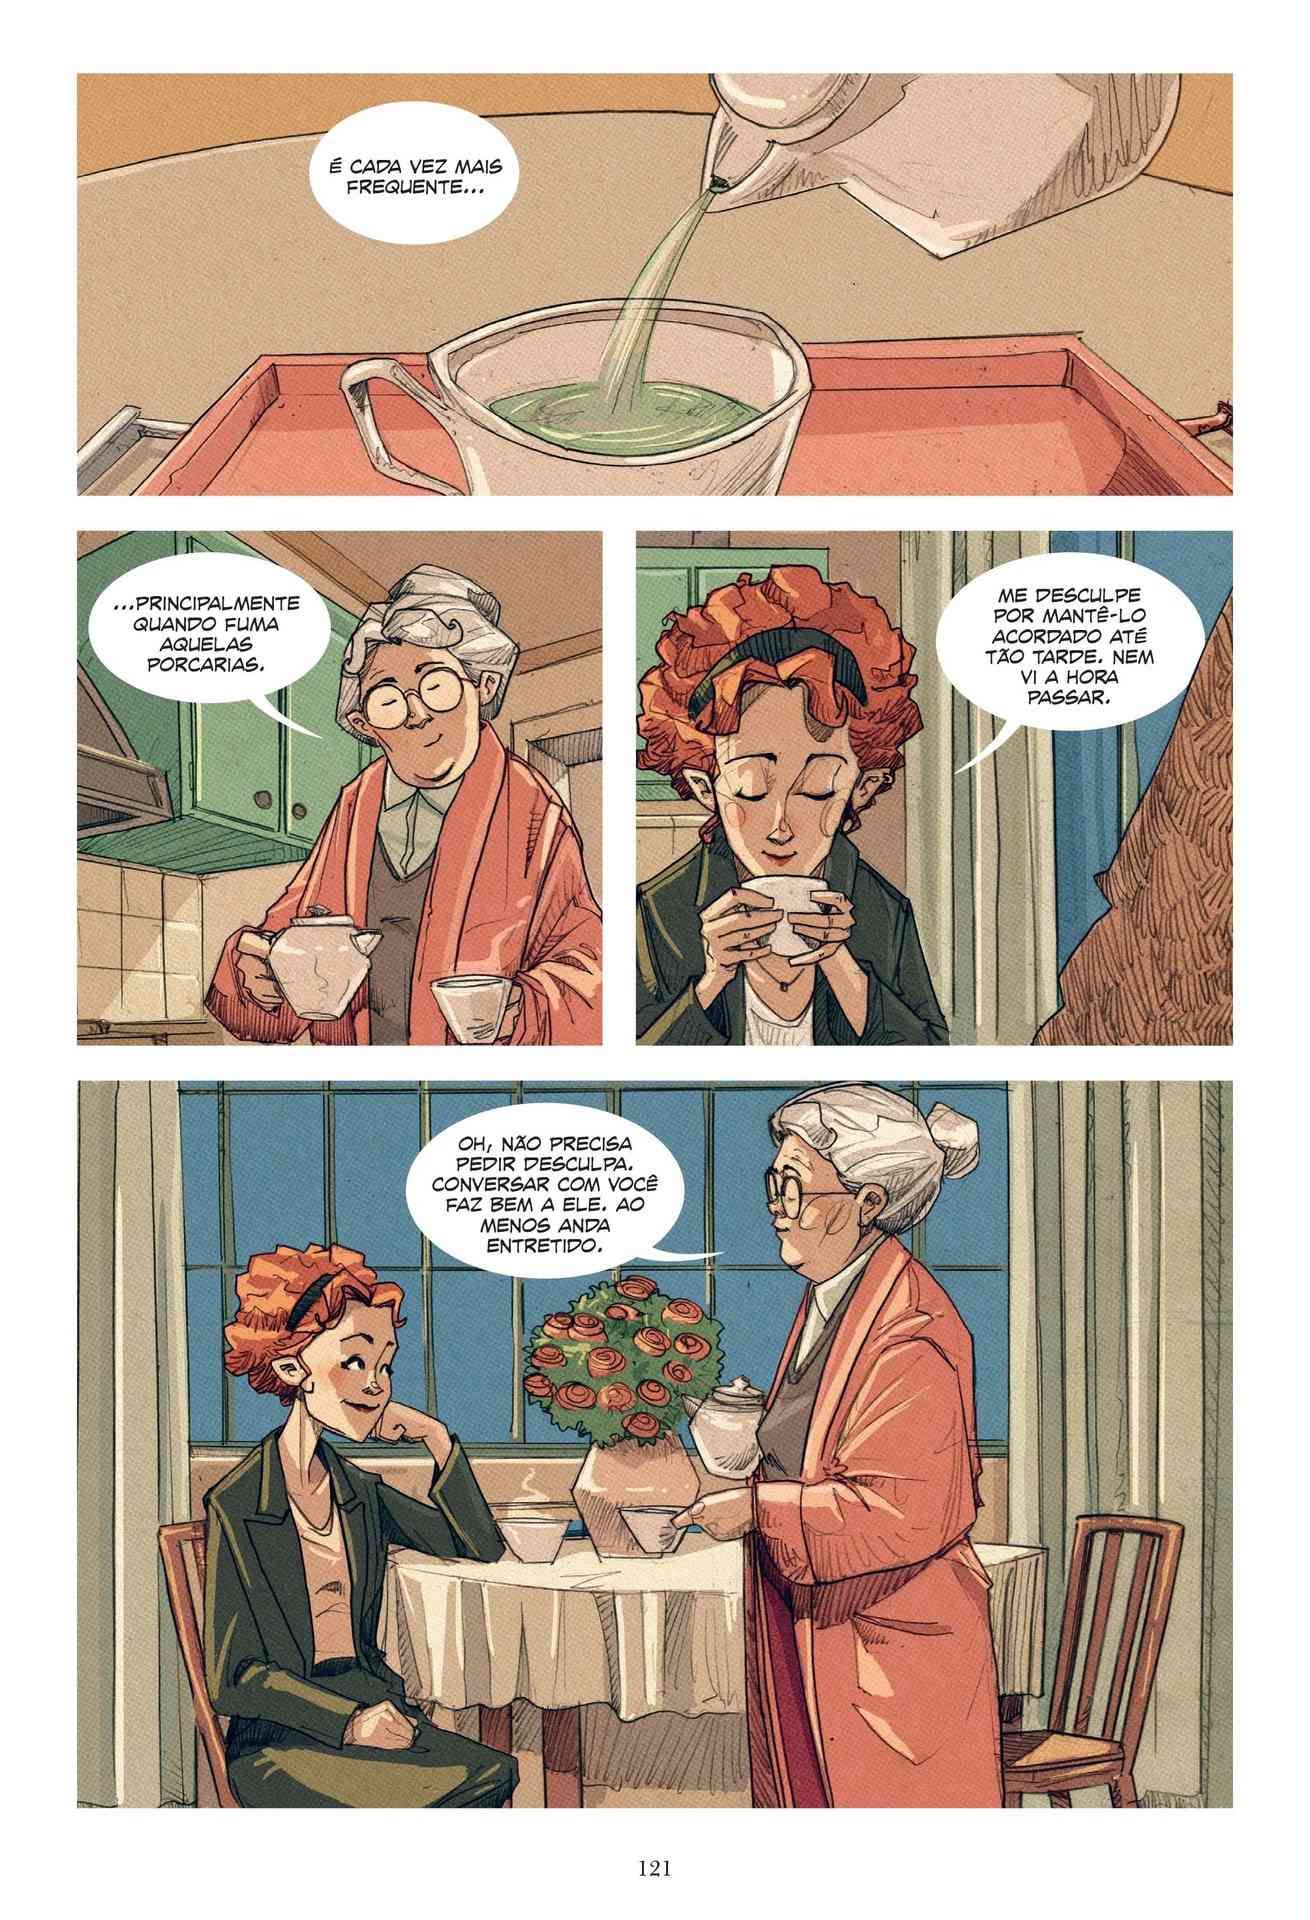 É CADA VEZ MAIS
FREQUENTE...
...PRINCIPALMENTE
QUANDO FUMA
AQUELAS
PORCARIAS.
ME DESCULPE
POR MANTÊ-LO
ACORDADO ATÉ
TÃO TARDE. NEM
VI A HORA
PASSAR.
OH, NÃO PRECISA
PEDIR DESCULPA.
CONVERSAR COM VOCÊ
FAZ BEM A ELE. AO
MENOS ANDA
ENTRETIDO.
121